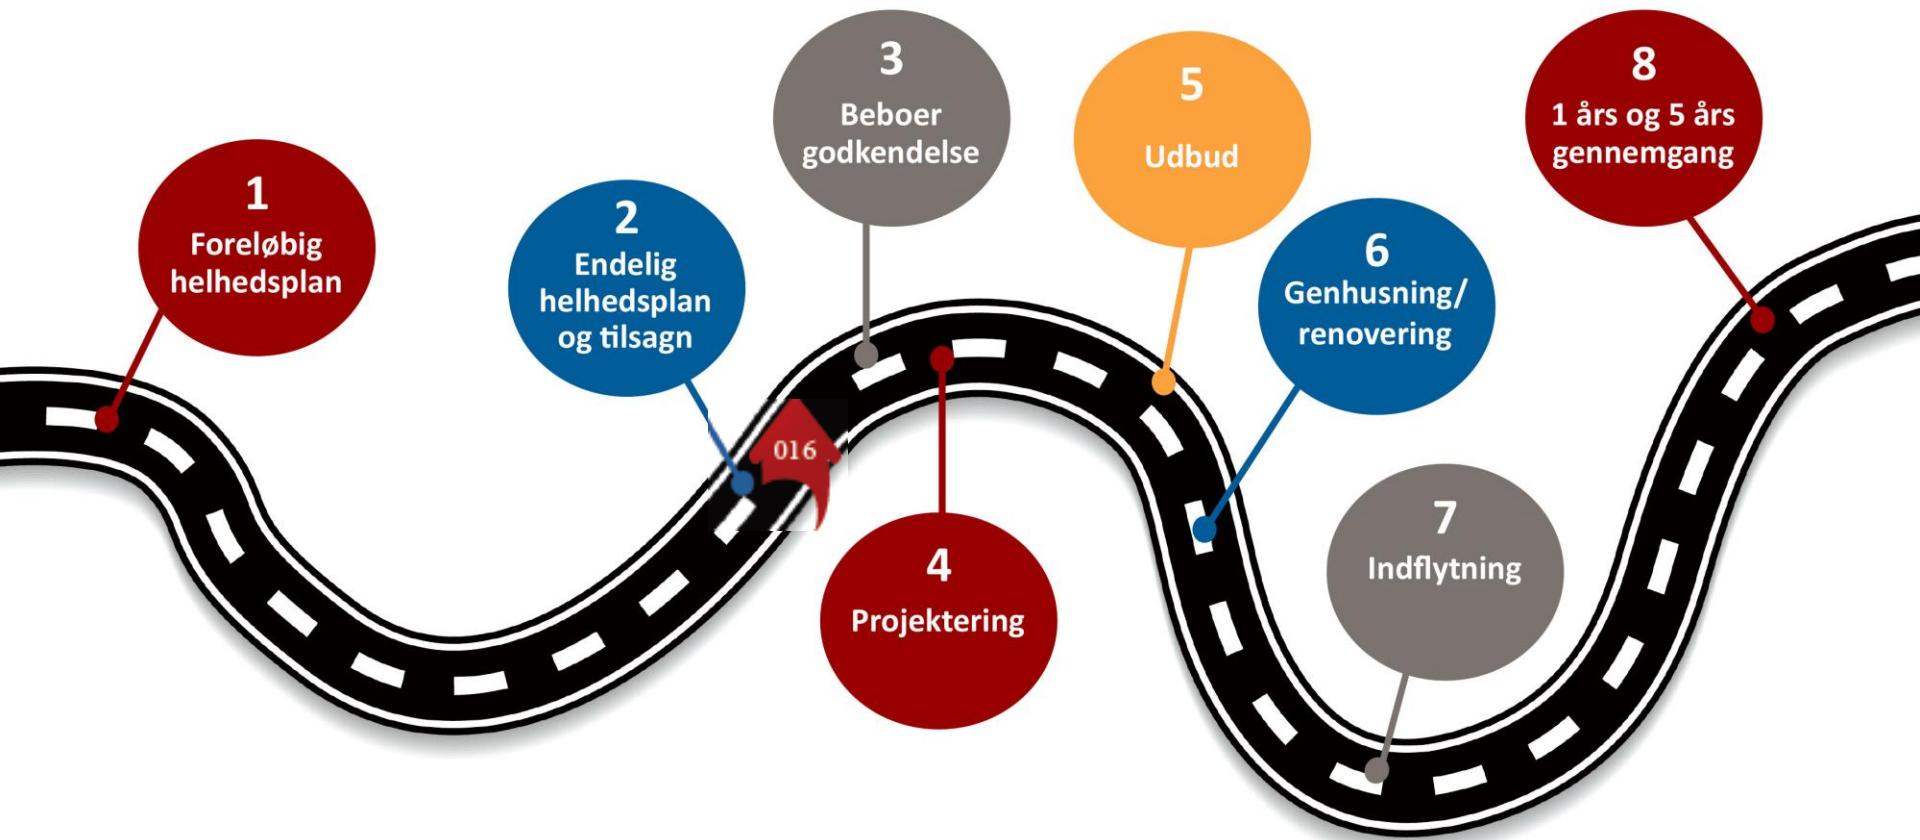 1
Foreløbig
helhedsplan
2
Endelig
helhedsplan
og tilsagn
3
Beboer
godkendelse
016
4
Projektering
5
Udbud
6
Genhusning/
renovering
7
Indflytning
8
1 års og 5 års
gennemgang